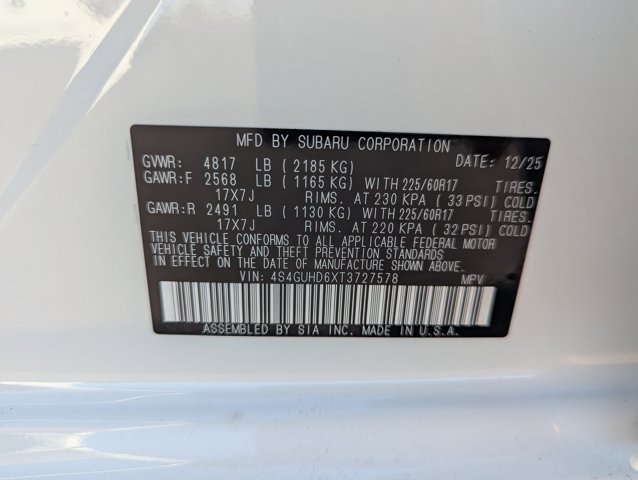 MFD BY SUBARU CORPORATION
GVWR: 4817 LB (2185 KG) DATE: 12/25
GAWR:F 2568 LB (1165 KG) WITH 225/60R17 TIRES.
17X7J RIMS. AT 230 KPA (33 PSI) COLD
GAWR:R 2491 LB (1130 KG) WITH 225/60R17 TIRES.
17X7J RIMS. AT 220 KPA (32 PSI) COLD
THIS VEHICLE CONFORMS TO ALL APPLICABLE FEDERAL MOTOR
VEHICLE SAFETY AND THEFT PREVENTION STANDARDS
IN EFFECT ON THE DATE OF MANUFACTURE SHOWN ABOVE.
VIN: 4S4GUHD6XT3727578 MPV
ASSEMBLED BY SIA INC. MADE IN U.S.A.